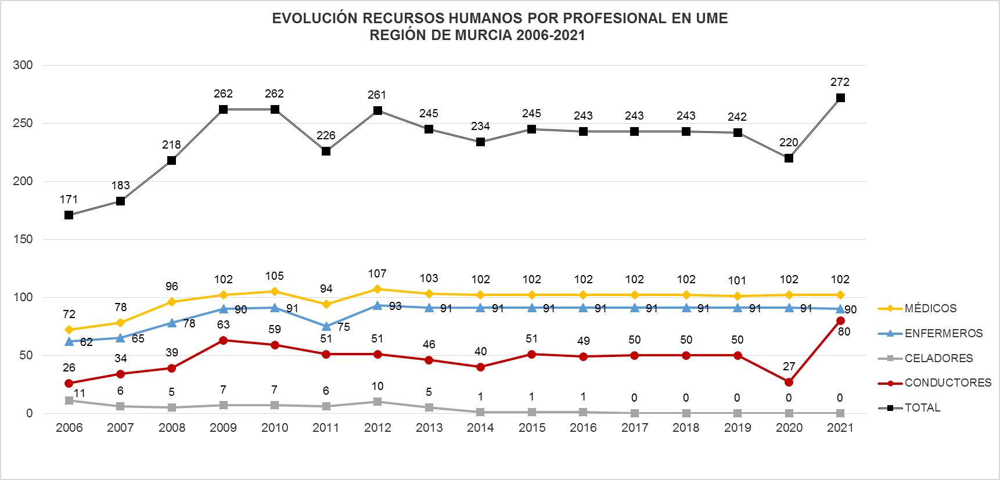 EVOLUCIÓN RECURSOS HUMANOS POR PROFESIONAL EN UME
REGIÓN DE MURCIA 2006-2021
300
250
200
150
100
50
0
171 183 218 262 262 226 261 245 234 245 243 243 243 242 220 272
72 78 96 102 105 94 107 103 102 102 102 102 102 101 102 102
62 65 78 90 91 75 93 91 91 91 91 91 91 91 91 90
26 34 39 63 59 51 51 46 40 51 49 50 50 50 27 80
11 6 5 7 7 6 10 5 1 1 1 0 0 0 0 0
2006 2007 2008 2009 2010 2011 2012 2013 2014 2015 2016 2017 2018 2019 2020 2021
MÉDICOS
ENFERMEROS
CELADORES
CONDUCTORES
TOTAL